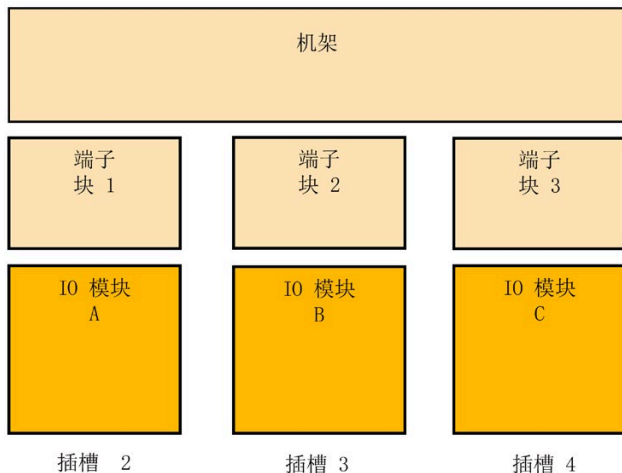 机架
端子
块 1
端子
块 2
端子
块 3
IO 模块
A
IO 模块
B
IO 模块
C
插槽 2
插槽 3
插槽 4